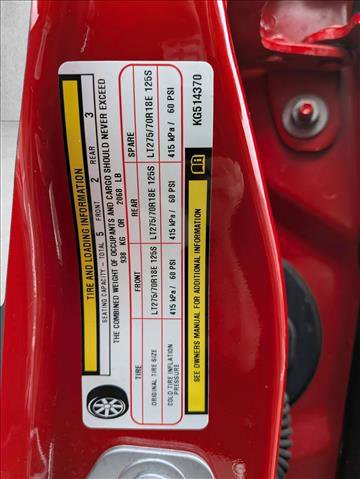 TIRE AND LOADING INFORMATION
SEATING CAPACITY - TOTAL 5 FRONT 2 REAR 3
THE COMBINED WEIGHT OF OCCUPANTS AND CARGO SHOULD NEVER EXCEED
938 KG OR 2068 LB
TIRE FRONT REAR SPARE
ORIGINAL TIRE SIZE LT275/70R18E 125S LT275/70R18E 125S LT275/70R18E 125S
COLD TIRE INFLATION PRESSURE 415 kPa / 60 PSI 415 kPa / 60 PSI 415 kPa / 60 PSI
SEE OWNERS MANUAL FOR ADDITIONAL INFORMATION
KG514370